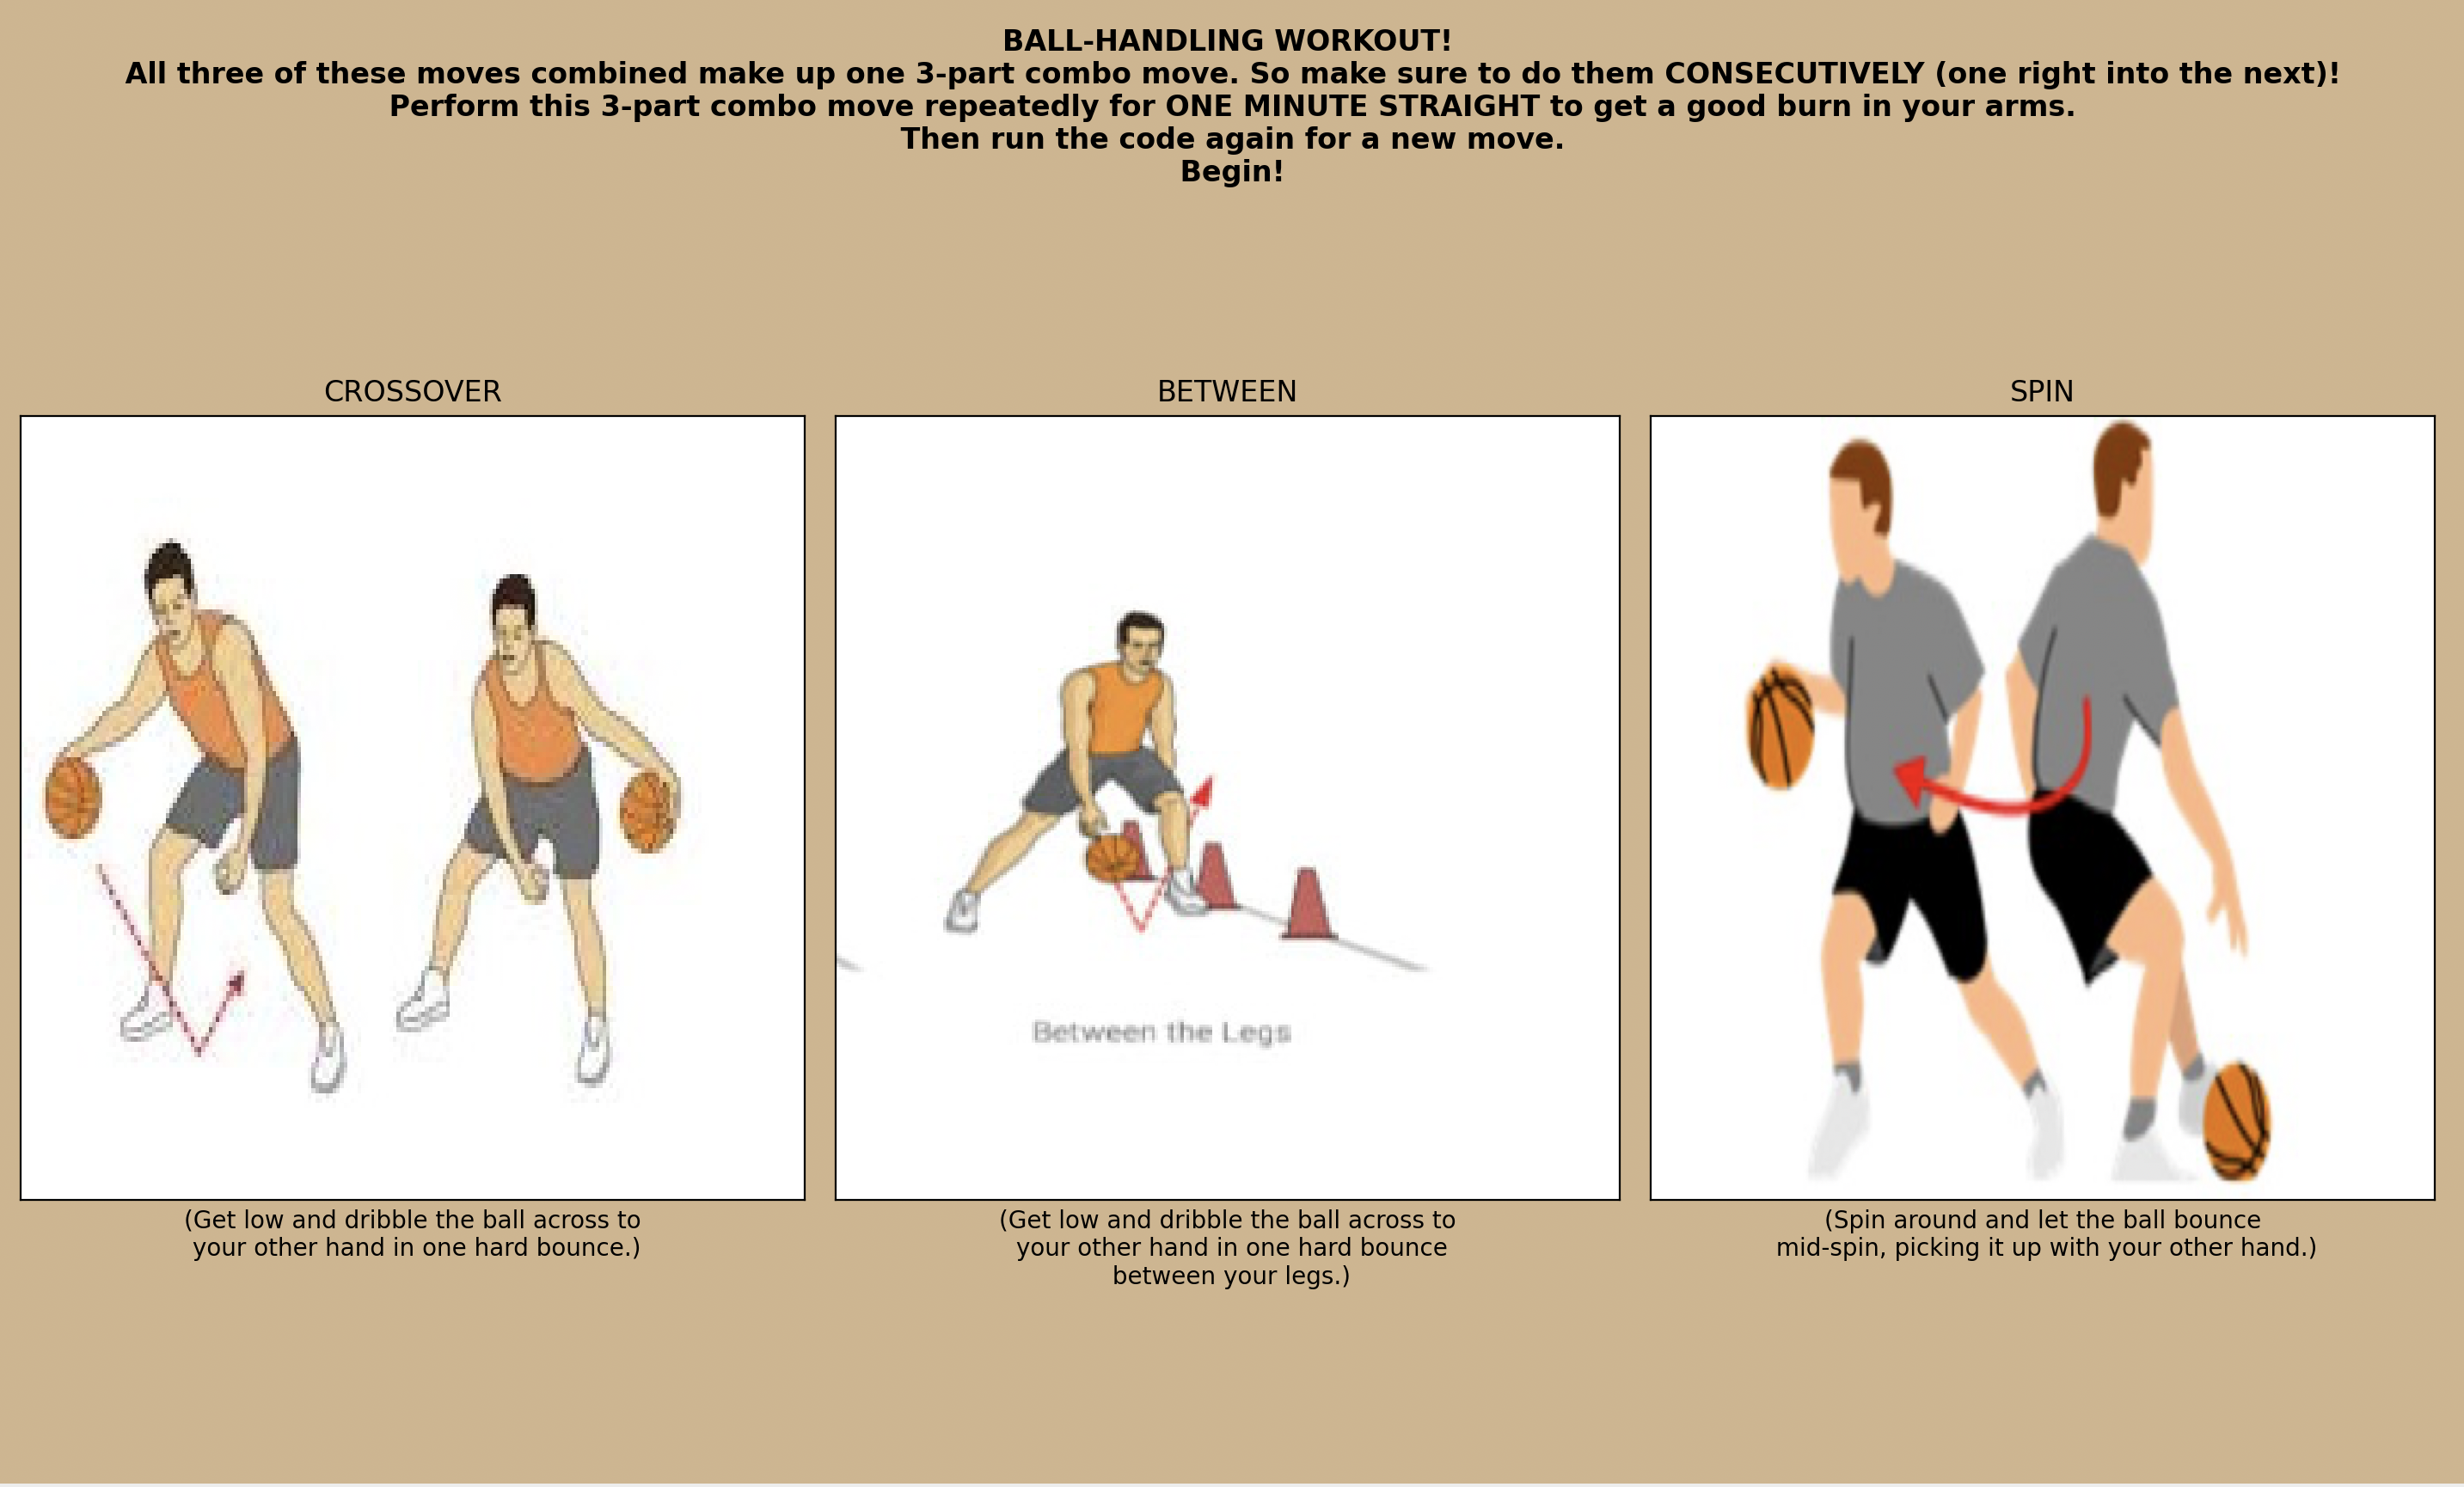 BALL-HANDLING WORKOUT!
All three of these moves combined make up one 3-part combo move. So make sure to do them CONSECUTIVELY (one right into the next)!
Perform this 3-part combo move repeatedly for ONE MINUTE STRAIGHT to get a good burn in your arms.
Then run the code again for a new move.
Begin!
CROSSOVER
(Get low and dribble the ball across to
your other hand in one hard bounce.)
BETWEEN
Between the Legs
(Get low and dribble the ball across to
your other hand in one hard bounce
between your legs.)
SPIN
(Spin around and let the ball bounce
mid-spin, picking it up with your other hand.)